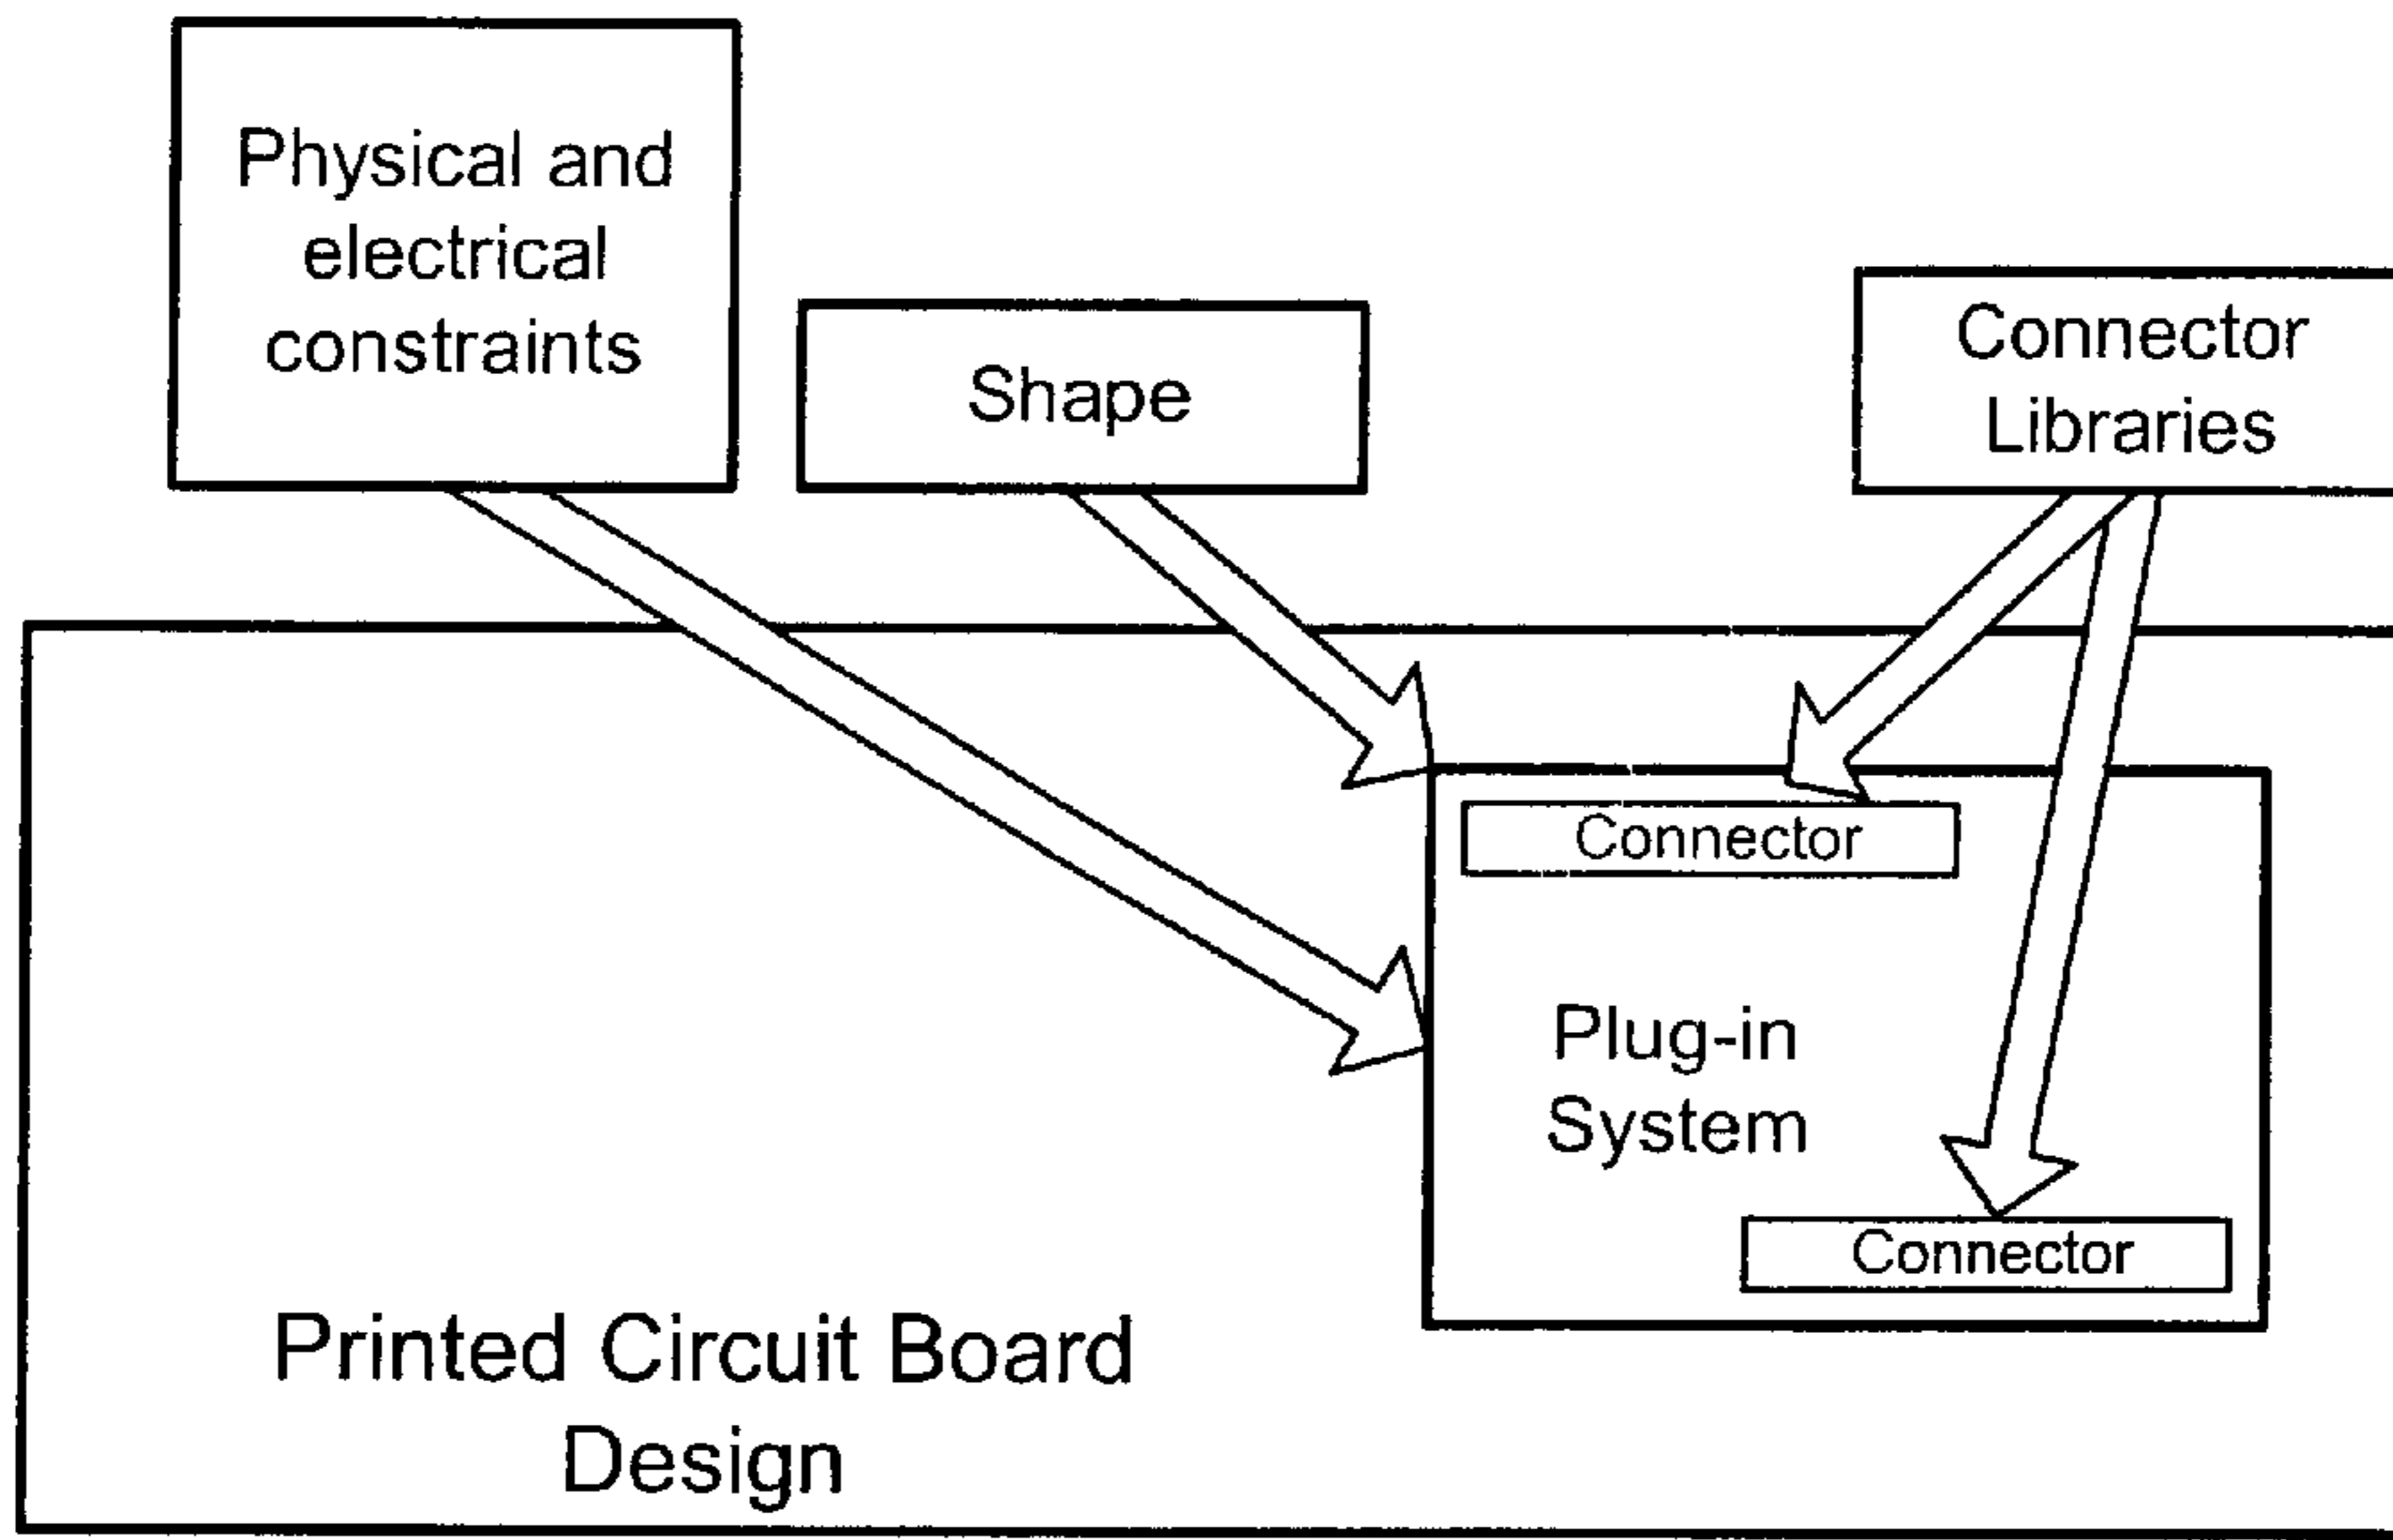 Physical and
electrical
constraints
Shape
Connector
Libraries
Connector
Plug-in
System
Connector
Printed Circuit Board
Design